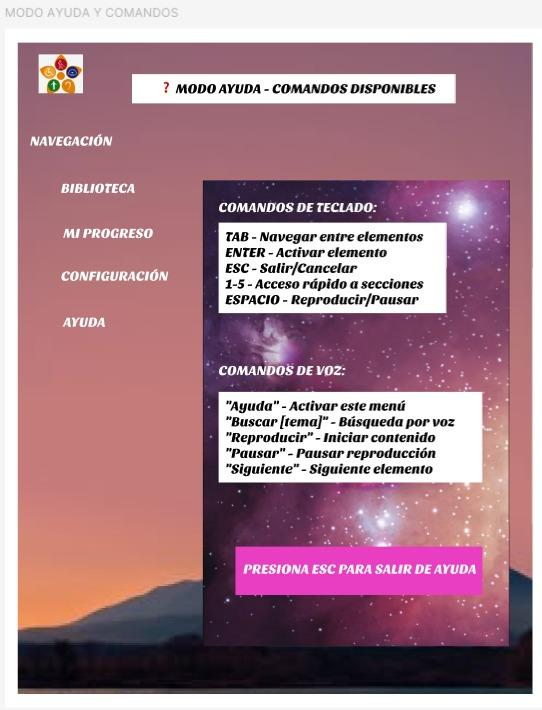 MODO AYUDA Y COMANDOS
? MODO AYUDA - COMANDOS DISPONIBLES
NAVEGACIÓN
BIBLIOTECA
MI PROGRESO
CONFIGURACIÓN
AYUDA
COMANDOS DE TECLADO:
TAB - Navegar entre elementos
ENTER - Activar elemento
ESC - Salir/Cancelar
1-5 - Acceso rápido a secciones
ESPACIO - Reproducir/Pausar
COMANDOS DE VOZ:
"Ayuda" - Activar este menú
"Buscar [tema]" - Búsqueda por voz
"Reproducir" - Iniciar contenido
"Pausar" - Pausar reproducción
"Siguiente" - Siguiente elemento
PRESIONA ESC PARA SALIR DE AYUDA